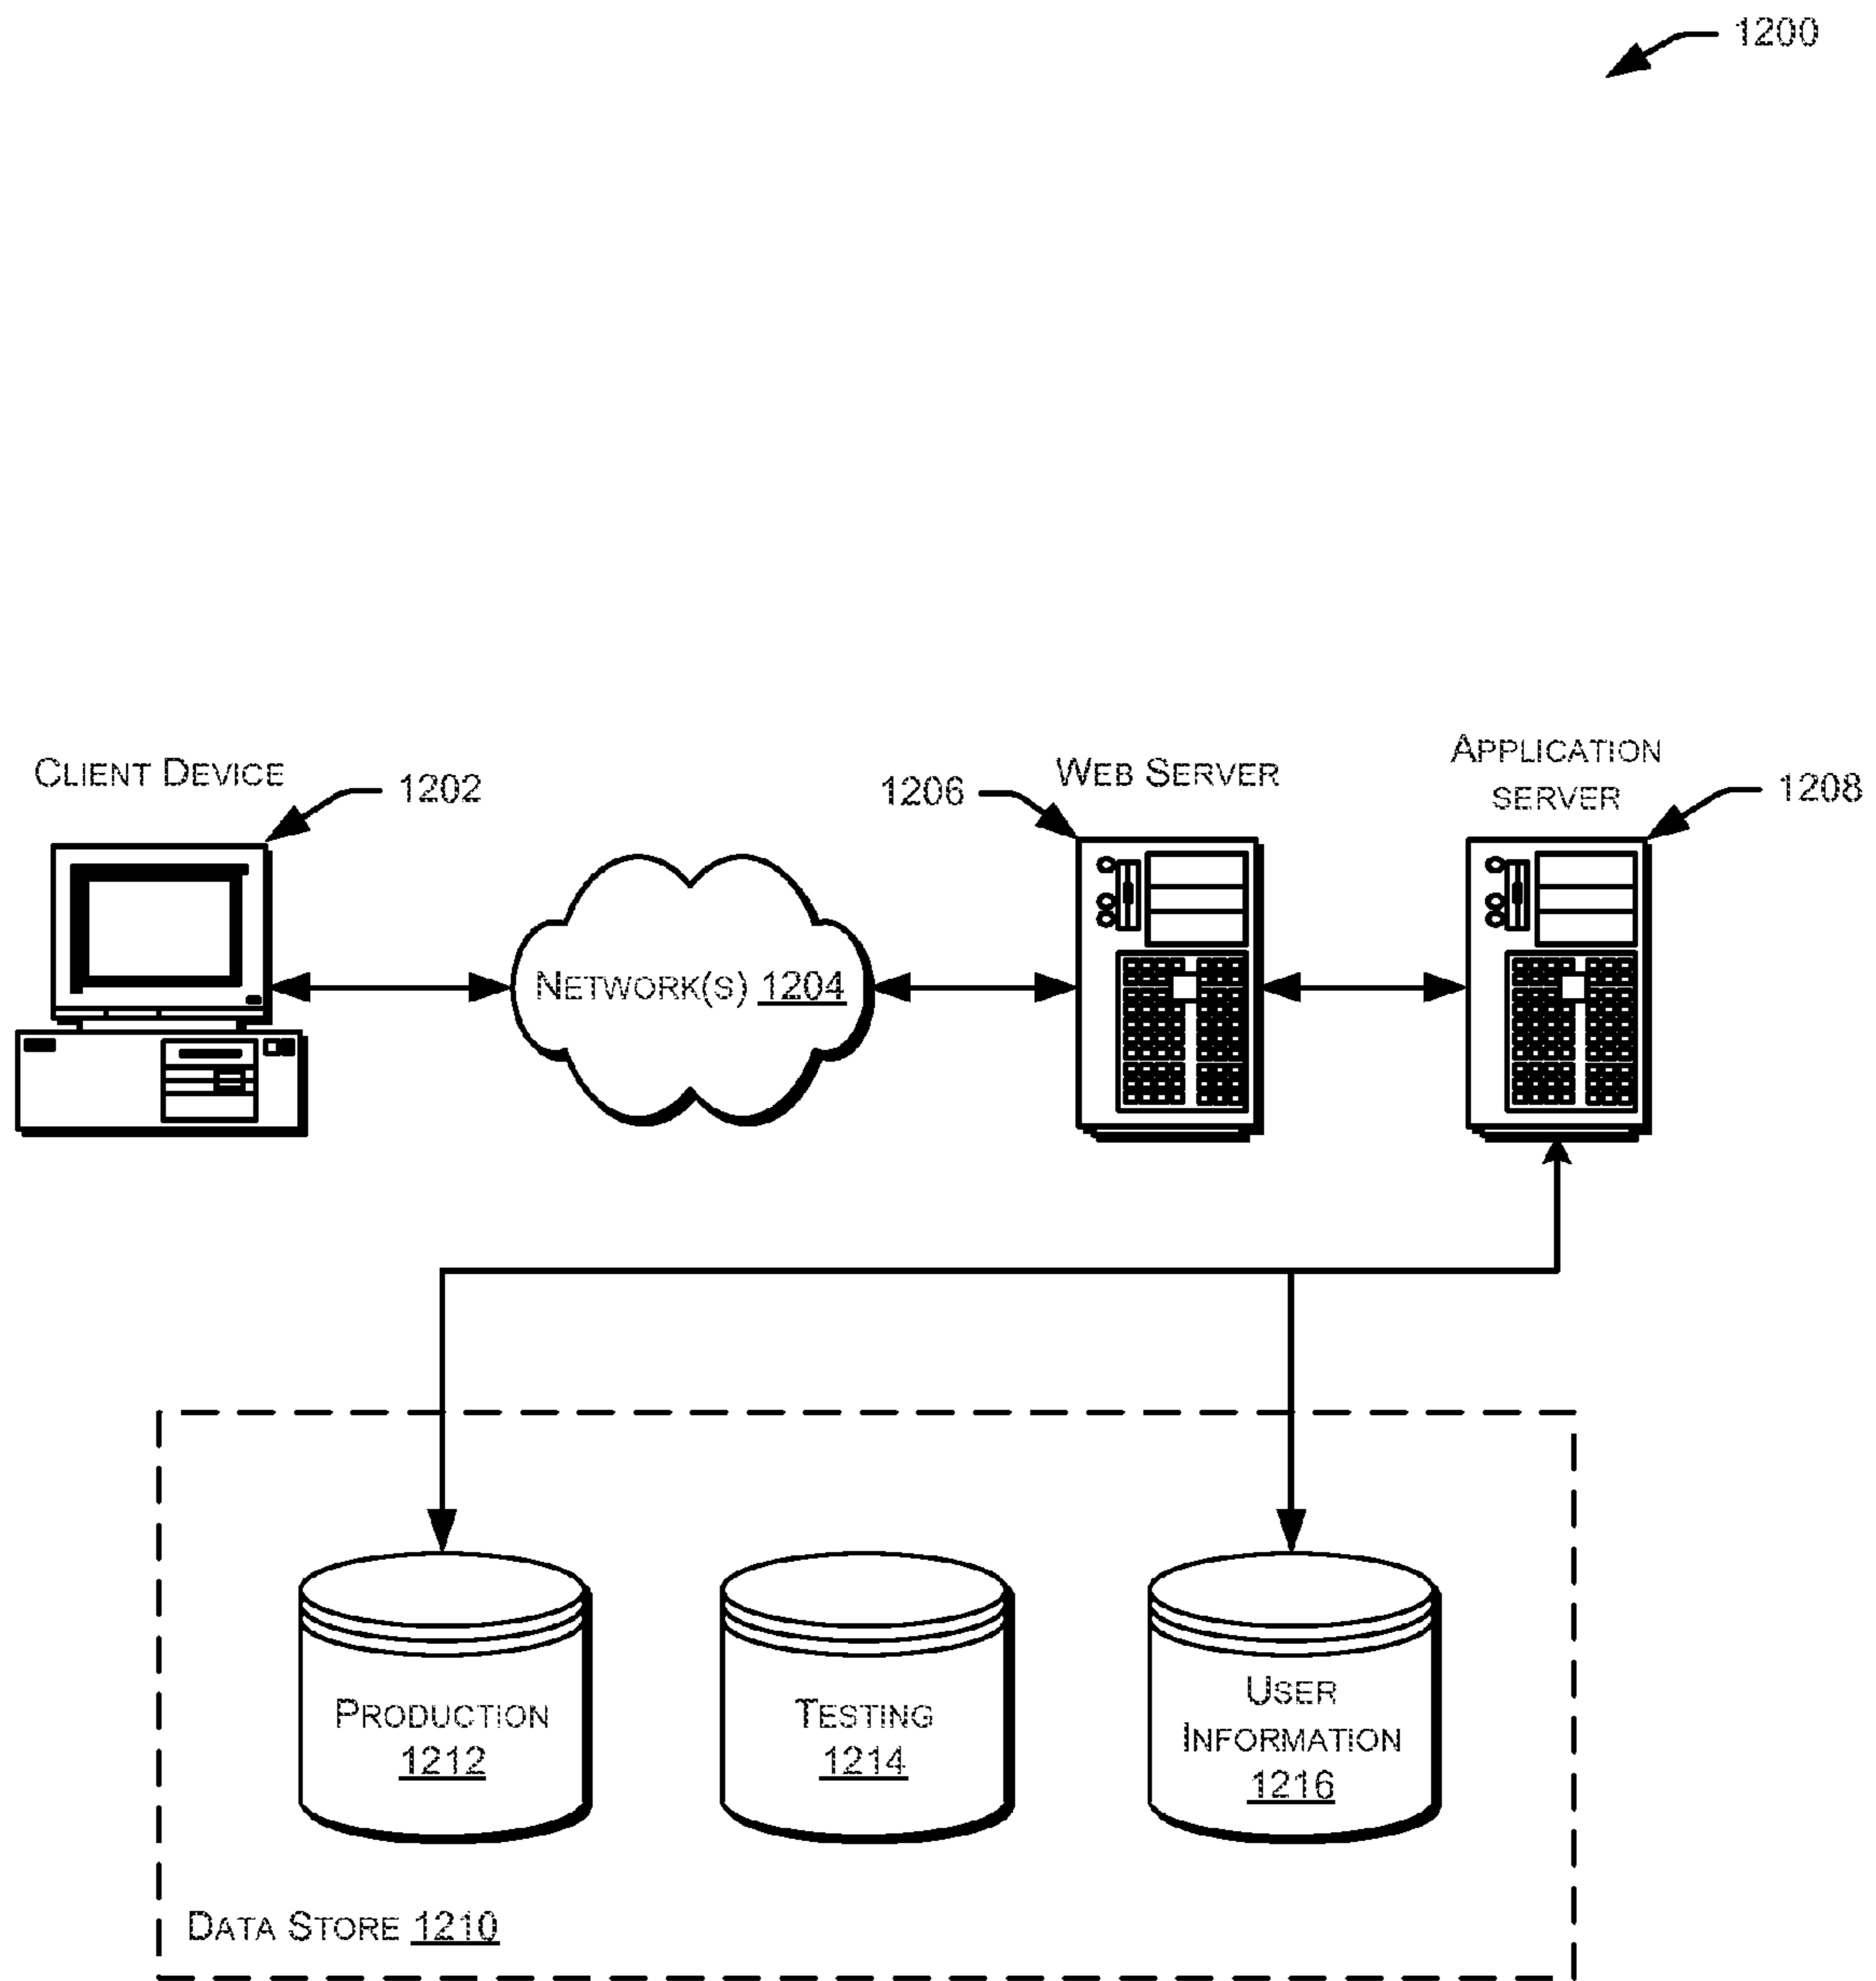 1200
CLIENT DEVICE
1202
1206
WEB SERVER
APPLICATION
SERVER
1208
NETWORK(S) 1204
PRODUCTION
1212
TESTING
1214
USER
INFORMATION
1216
DATA STORE 1210